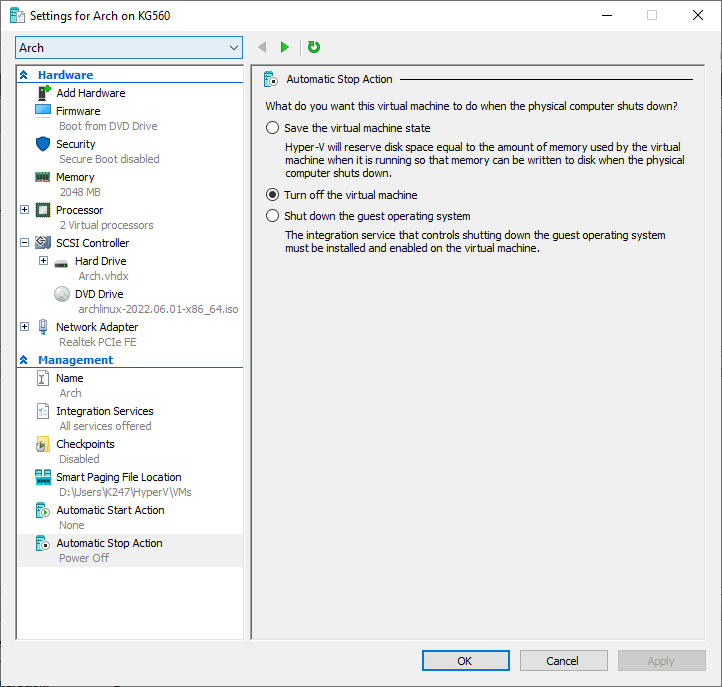 Settings for Arch on KG560
Arch
Hardware
Add Hardware
Firmware
Boot from DVD Drive
Security
Secure Boot disabled
Memory
2048 MB
Processor
2 Virtual processors
SCSI Controller
Hard Drive
Arch.vhdx
DVD Drive
archlinux-2022.06.01-x86_64.iso
Network Adapter
Realtek PCIe FE
Management
Name
Arch
Integration Services
All services offered
Checkpoints
Disabled
Smart Paging File Location
D:\Users\K247\HyperV\VMs
Automatic Start Action
None
Automatic Stop Action
Power Off
Automatic Stop Action
What do you want this virtual machine to do when the physical computer shuts down?
Save the virtual machine state
Hyper-V will reserve disk space equal to the amount of memory used by the virtual
machine when it is running so that memory can be written to disk when the physical
computer shuts down.
Turn off the virtual machine
Shut down the guest operating system
The integration service that controls shutting down the guest operating system
must be installed and enabled on the virtual machine.
OK
Cancel
Apply